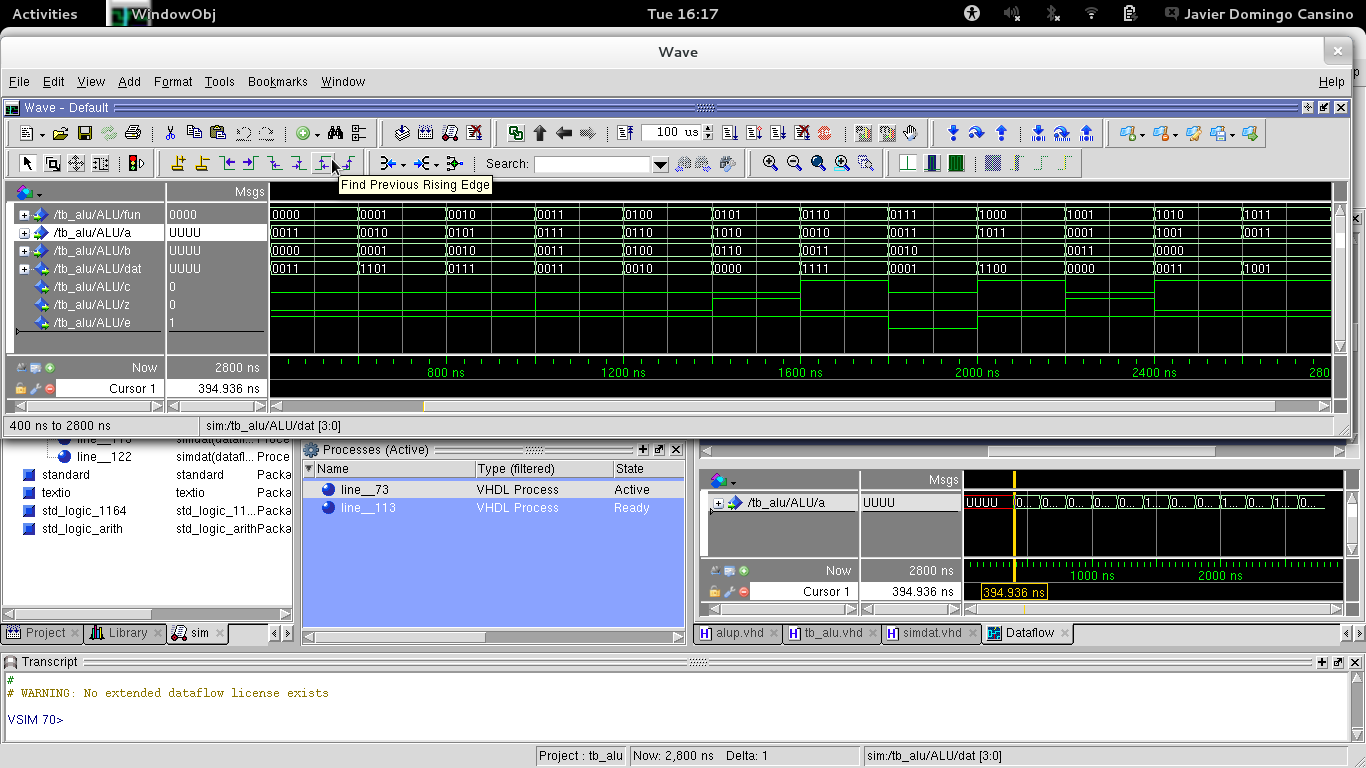 Activities WindowObj Tue 16:17 Javier Domingo Cansino
Wave
File Edit View Add Format Tools Bookmarks Window Help
Wave - Default
100 us
Search:
Find Previous Rising Edge
Msgs
/tb_alu/ALU/fun 0000 0000 0001 0010 0011 0100 0101 0110 0111 1000 1001 1010 1011
/tb_alu/ALU/a UUUU 0011 0010 0101 0111 0110 1010 0010 0011 1011 0110 1001 0011
/tb_alu/ALU/b UUUU 0000 0001 0010 0011 0100 0110 0011 0010 0011 0000
/tb_alu/ALU/dat UUUU 0011 1101 0111 0011 0010 0000 1111 0001 1100 0000 0011 1001
/tb_alu/ALU/c 0
/tb_alu/ALU/z 0
/tb_alu/ALU/e 1
Now 2800 ns 800 ns 1200 ns 1600 ns 2000 ns 2400 ns 280
Cursor 1 394.936 ns
400 ns to 2800 ns sim:/tb_alu/ALU/dat [3:0]
line__122 simdat(datafl... Proce
standard standard Packa
textio textio Packa
std_logic_1164 std_logic_11... Packa
std_logic_arith std_logic_arith Packa
Project Library sim
Processes (Active)
Name Type (filtered) State
line__73 VHDL Process Active
line__113 VHDL Process Ready
Msgs
/tb_alu/ALU/a UUUU UUUU 0... 0... 0... 0... 0... 1... 0... 0... 1... 0... 1... 0...
Now 2800 ns 1000 ns 2000 ns
Cursor 1 394.936 ns 394.936 ns
alup.vhd tb_alu.vhd simdat.vhd Dataflow
Transcript
#
# WARNING: No extended dataflow license exists
VSIM 70>
Project : tb_alu Now: 2,800 ns Delta: 1 sim:/tb_alu/ALU/dat [3:0]